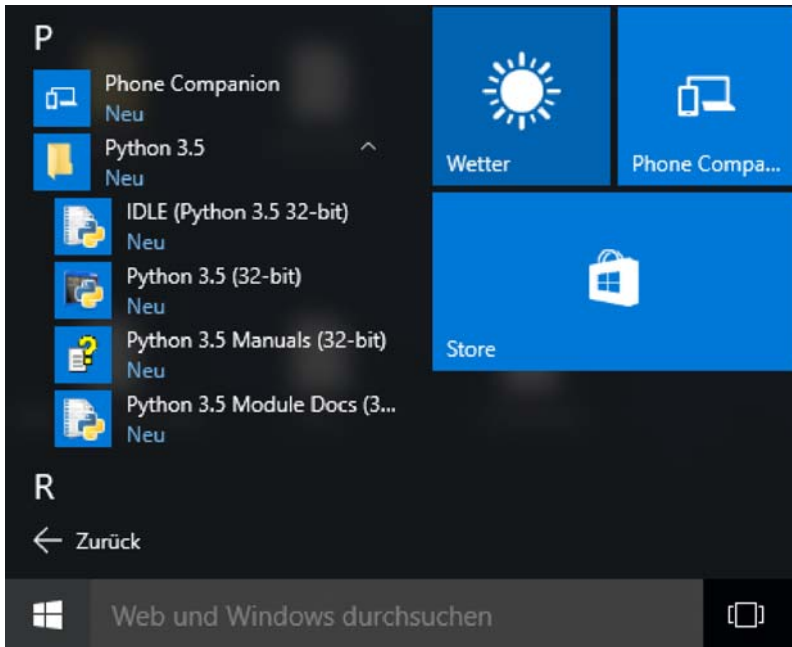 P
Phone Companion
Neu
Python 3.5
Neu
IDLE (Python 3.5 32-bit)
Neu
Python 3.5 (32-bit)
Neu
Python 3.5 Manuals (32-bit)
Neu
Python 3.5 Module Docs (3...
Neu
R
Zurück
Web und Windows durchsuchen
Wetter
Phone Compa...
Store